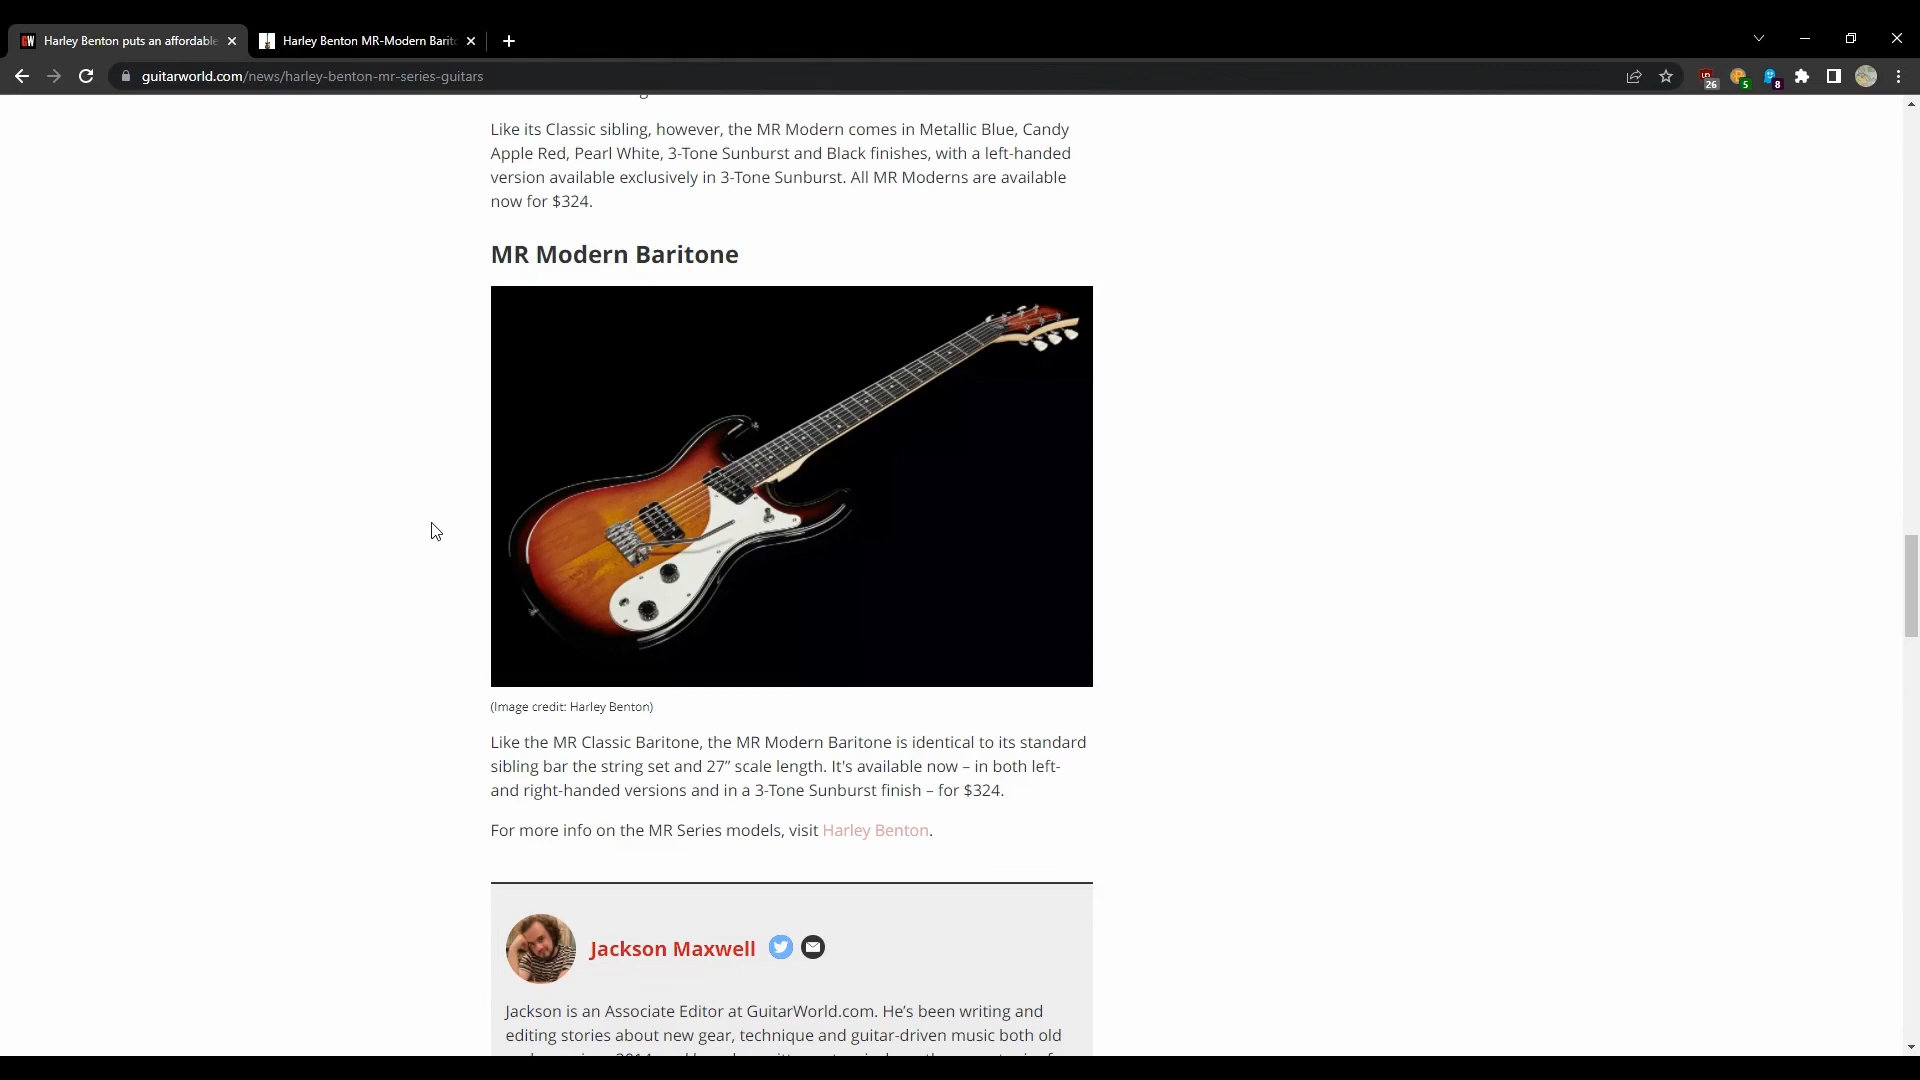 Harley Benton puts an affordable
Harley Benton MR-Modern Barit
guitarworld.com/news/harley-benton-mr-series-guitars
26
5
8
Like its Classic sibling, however, the MR Modern comes in Metallic Blue, Candy
Apple Red, Pearl White, 3-Tone Sunburst and Black finishes, with a left-handed
version available exclusively in 3-Tone Sunburst. All MR Moderns are available
now for $324.
MR Modern Baritone
(Image credit: Harley Benton)
Like the MR Classic Baritone, the MR Modern Baritone is identical to its standard
sibling bar the string set and 27” scale length. It's available now – in both left-
and right-handed versions and in a 3-Tone Sunburst finish – for $324.
For more info on the MR Series models, visit Harley Benton.
Jackson Maxwell
Jackson is an Associate Editor at GuitarWorld.com. He’s been writing and
editing stories about new gear, technique and guitar-driven music both old